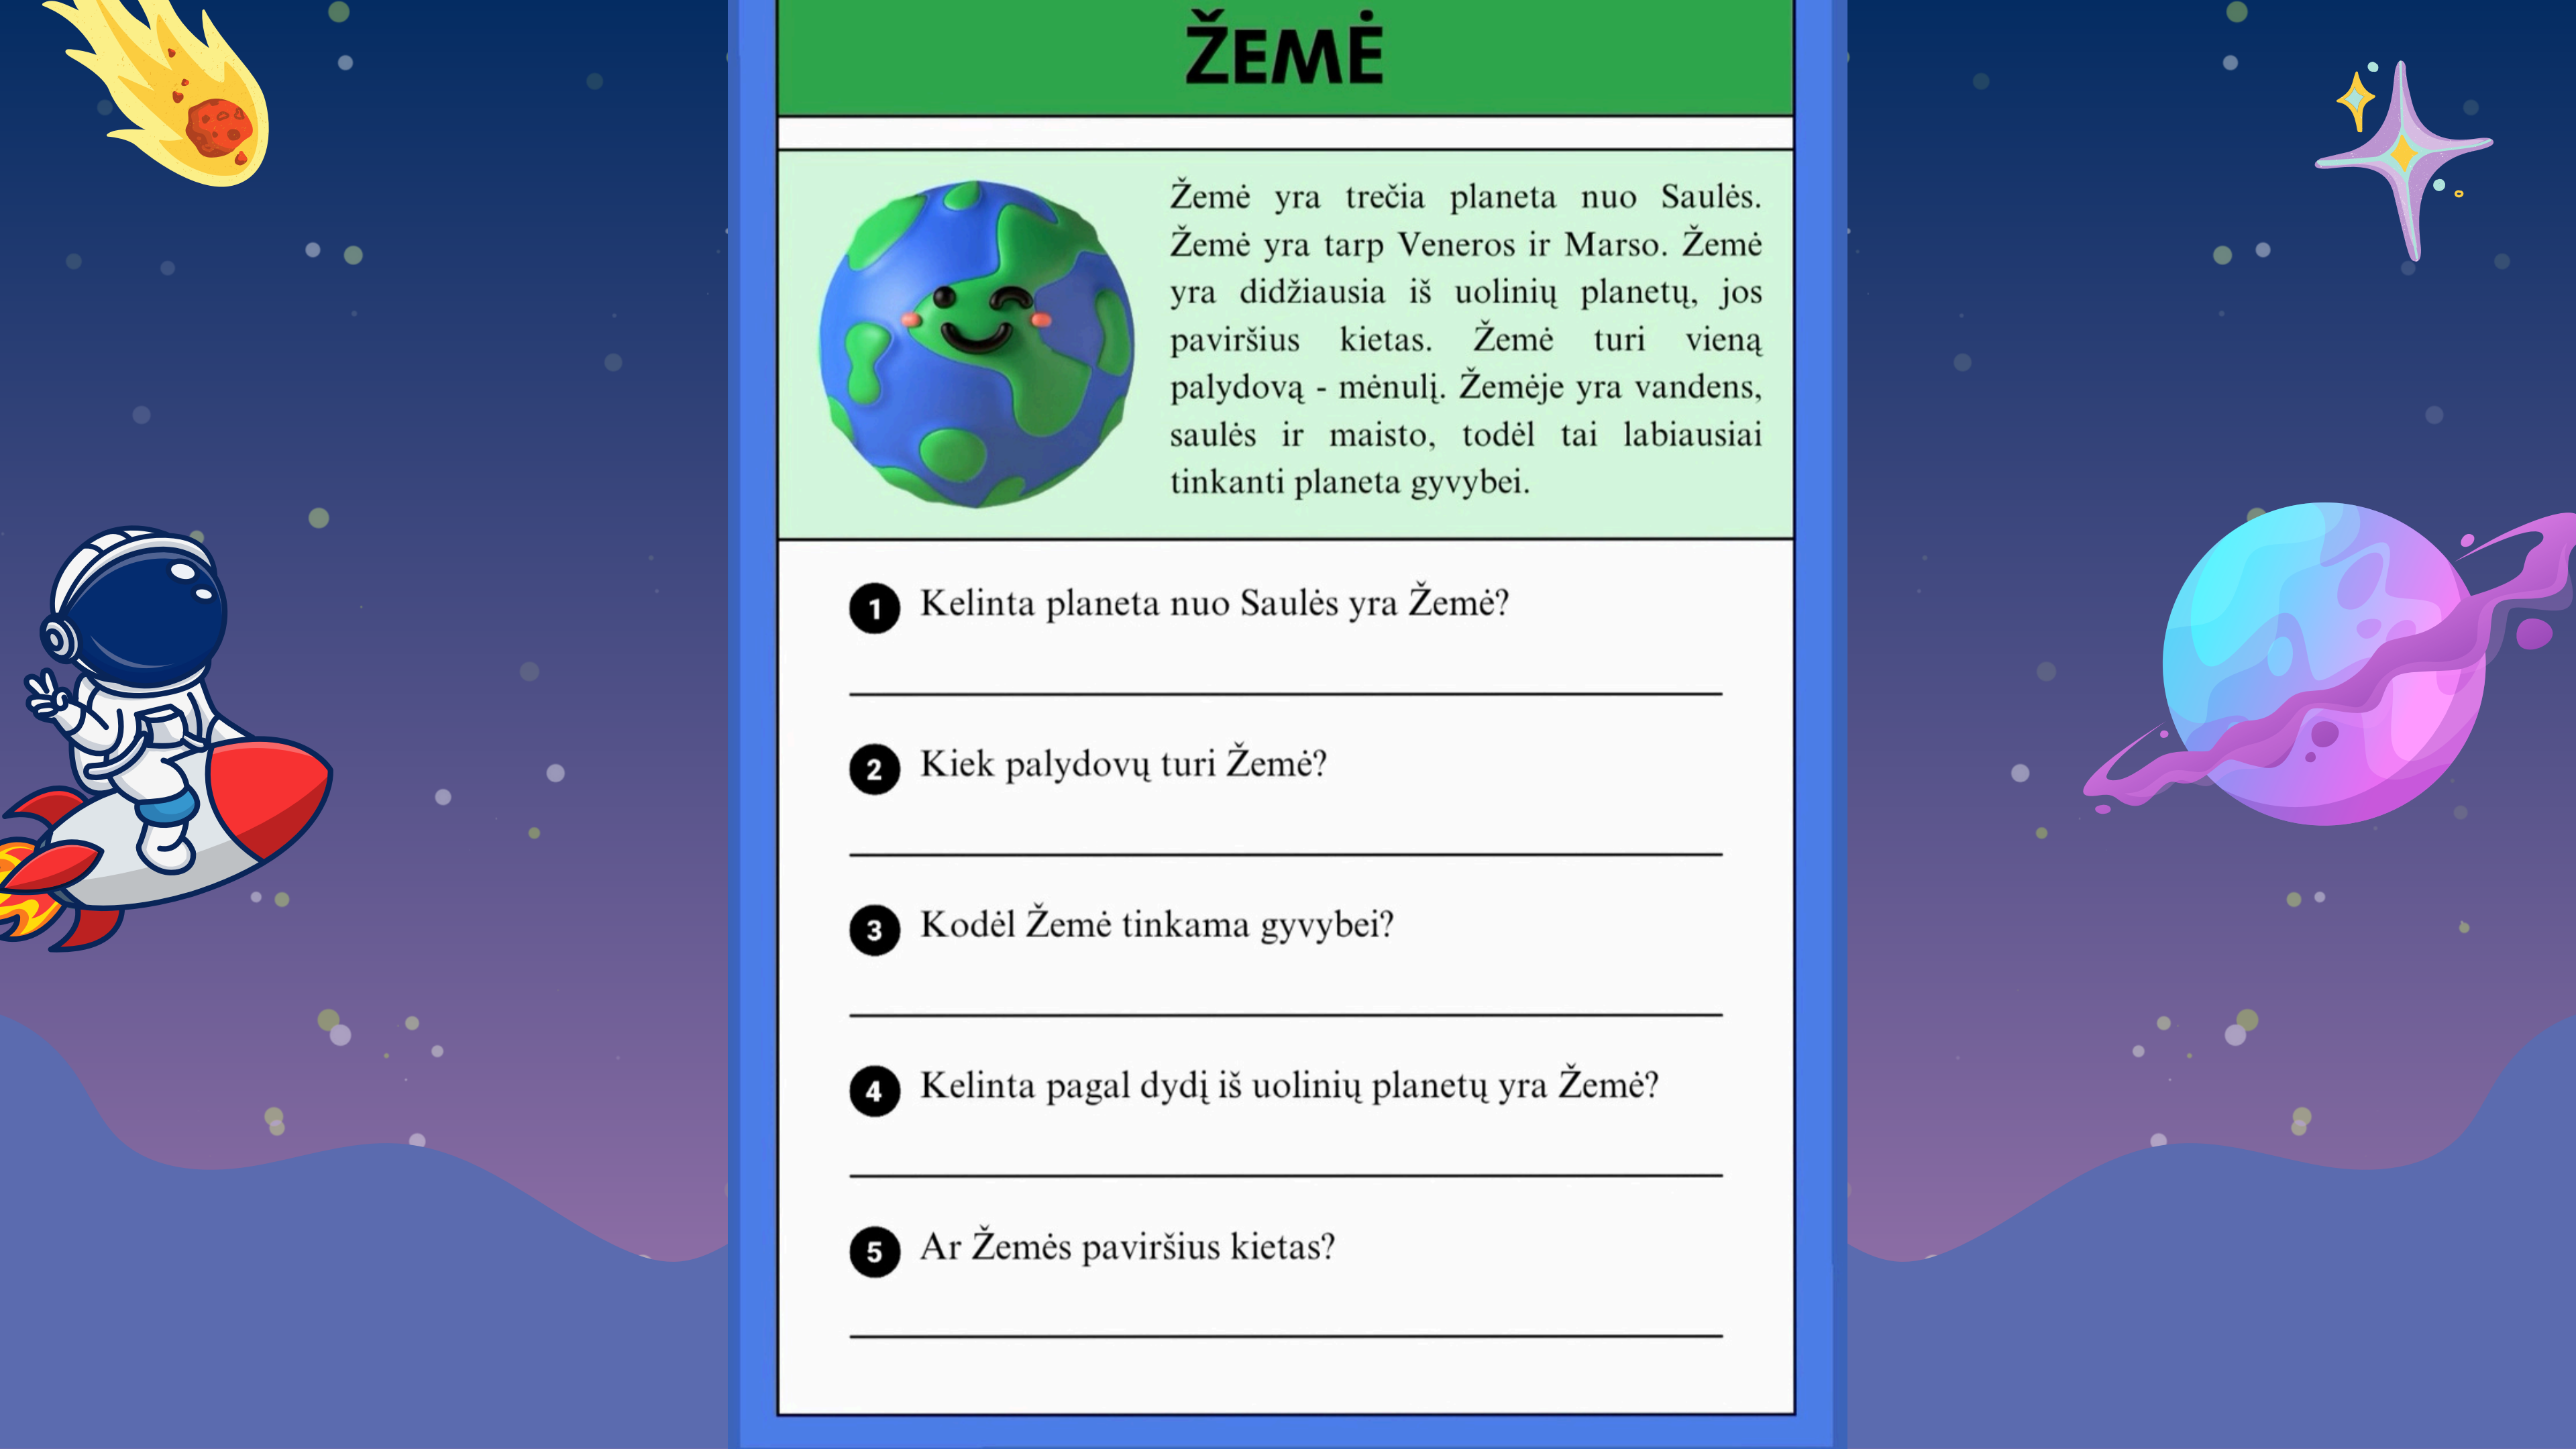 ŽEMĖ
Žemė yra trečia planeta nuo Saulės.
Žemė yra tarp Veneros ir Marso. Žemė
yra didžiausia iš uolinių planetų, jos
paviršius kietas. Žemė turi vieną
palydovą - mėnulį. Žemėje yra vandens,
saulės ir maisto, todėl tai labiausiai
tinkanti planeta gyvybei.
1 Kelinta planeta nuo Saulės yra Žemė?
2 Kiek palydovų turi Žemė?
3 Kodėl Žemė tinkama gyvybei?
4 Kelinta pagal dydį iš uolinių planetų yra Žemė?
5 Ar Žemės paviršius kietas?